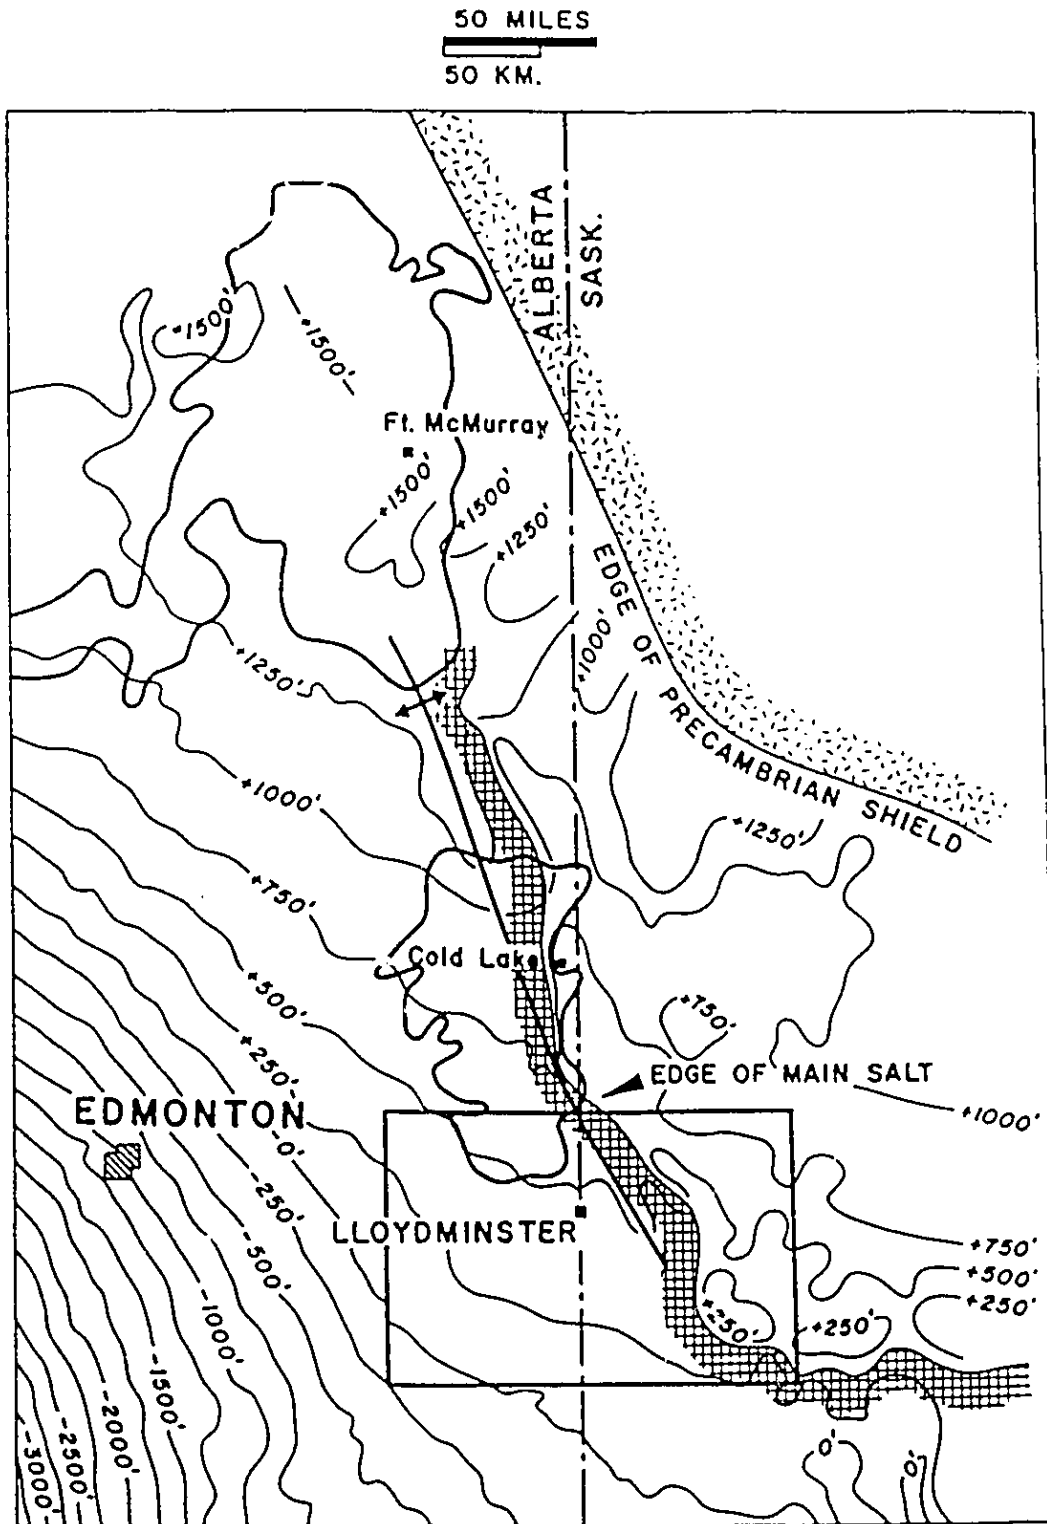 50 MILES
50 KM.
ALBERTA
SASK.
+1500'
+1500'
Ft. McMurray
+1500'
+1500'
+1250'
EDGE OF PRECAMBRIAN SHIELD
+1000'
+1250'
+1000'
+1250'
+750'
Cold Lake
+500'
+750'
+250'
EDGE OF MAIN SALT
+1000'
EDMONTON
0'
-250'
LLOYDMINSTER
-500'
+750'
+500'
+250'
-1000'
+250'
+250'
-1500'
-2000'
-2500'
-3000'
0'
0'